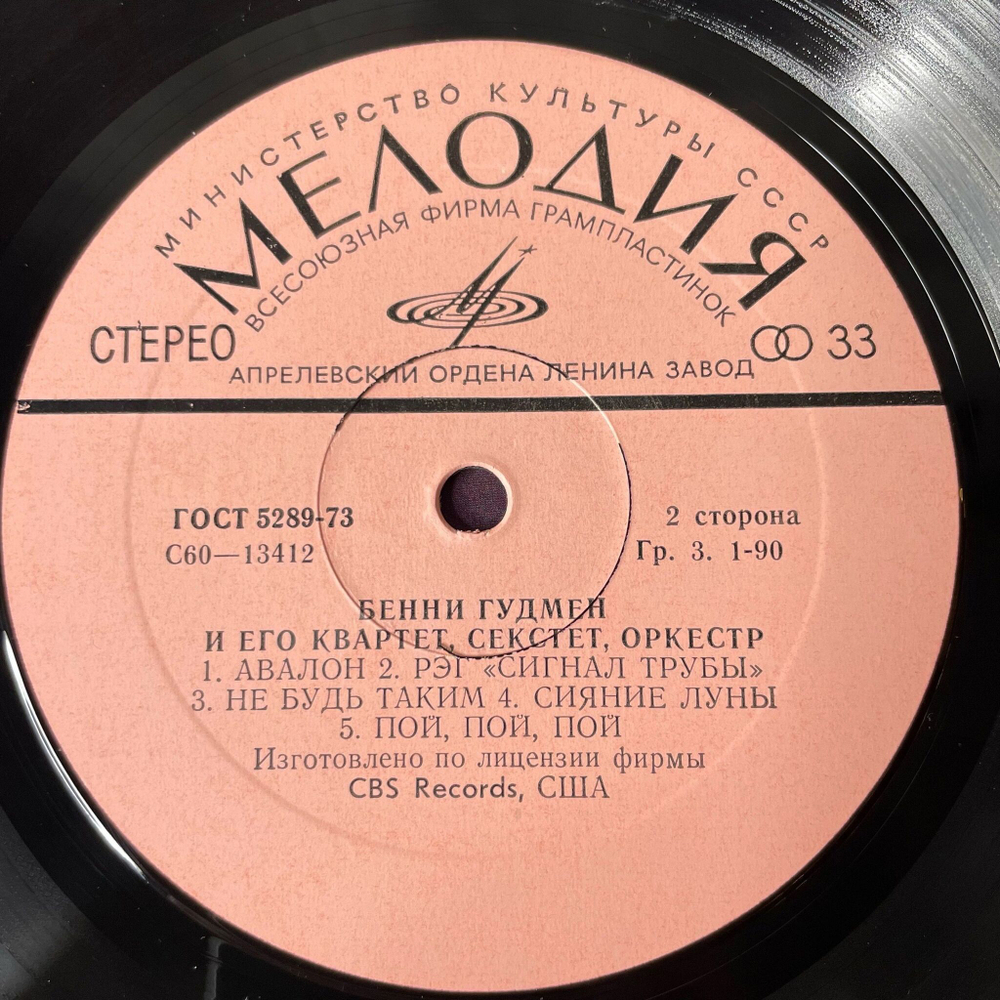 МИНИСТЕРСТВО КУЛЬТУРЫ СССР
МЕЛОДИЯ
ВСЕСОЮЗНАЯ ФИРМА ГРАМПЛАСТИНОК
СТЕРЕО
33
АПРЕЛЕВСКИЙ ОРДЕНА ЛЕНИНА ЗАВОД
ГОСТ 5289-73
2 сторона
С60—13412
Гр. 3. 1-90
БЕННИ ГУДМЕН
И ЕГО КВАРТЕТ, СЕКСТЕТ, ОРКЕСТР
1. АВАЛОН 2. РЭГ «СИГНАЛ ТРУБЫ»
3. НЕ БУДЬ ТАКИМ 4. СИЯНИЕ ЛУНЫ
5. ПОЙ, ПОЙ, ПОЙ
Изготовлено по лицензии фирмы
CBS Records, США